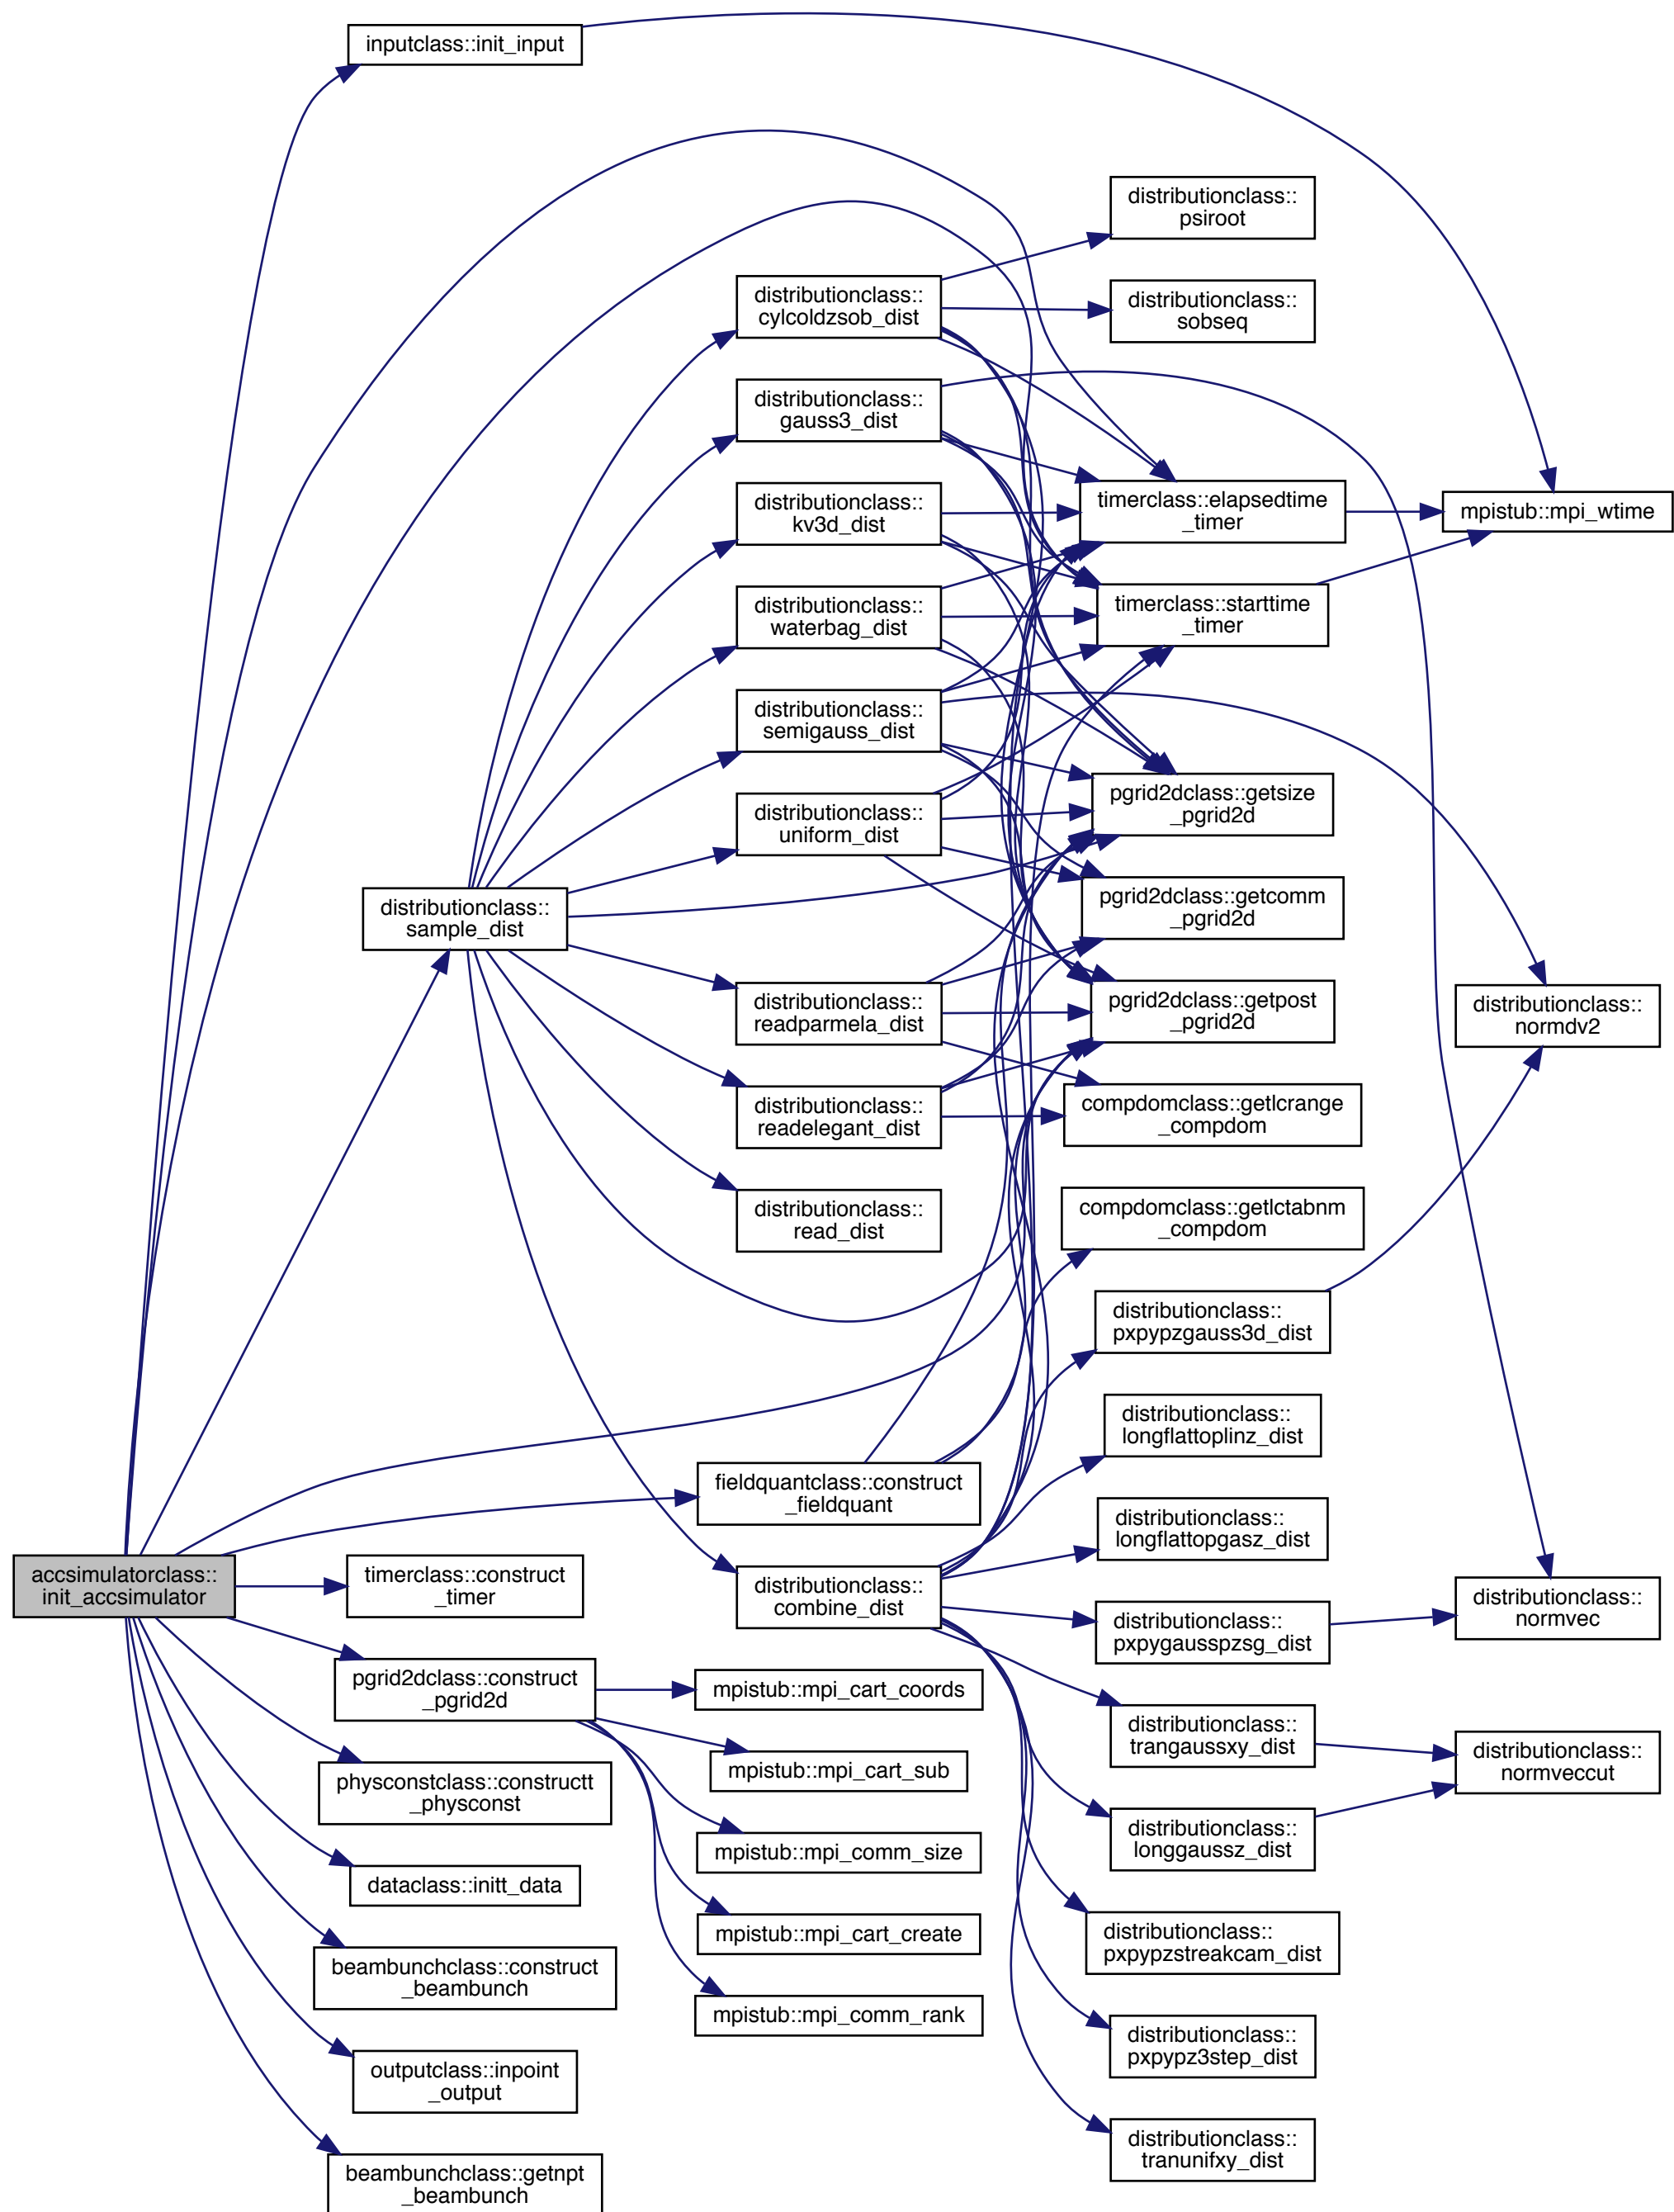 inputclass::init_input
distributionclass::
psiroot
distributionclass::
cylcoldzsob_dist
distributionclass::
sobseq
distributionclass::
gauss3_dist
distributionclass::
kv3d_dist
timerclass::elapsedtime
_timer
mpistub::mpi_wtime
distributionclass::
waterbag_dist
timerclass::starttime
_timer
distributionclass::
semigauss_dist
distributionclass::
uniform_dist
pgrid2dclass::getsize
_pgrid2d
distributionclass::
sample_dist
pgrid2dclass::getcomm
_pgrid2d
distributionclass::
readparmela_dist
pgrid2dclass::getpost
_pgrid2d
distributionclass::
normdv2
distributionclass::
readelegant_dist
compdomclass::getlcrange
_compdom
distributionclass::
read_dist
compdomclass::getlctabnm
_compdom
distributionclass::
pxpypzgauss3d_dist
distributionclass::
longflattoplinz_dist
fieldquantclass::construct
_fieldquant
distributionclass::
longflattopgasz_dist
accsimulatorclass::
init_accsimulator
timerclass::construct
_timer
distributionclass::
combine_dist
distributionclass::
pxpygausspzsg_dist
distributionclass::
normvec
pgrid2dclass::construct
_pgrid2d
mpistub::mpi_cart_coords
distributionclass::
trangaussxy_dist
distributionclass::
normveccut
physconstclass::constructt
_physconst
mpistub::mpi_cart_sub
mpistub::mpi_comm_size
distributionclass::
longgaussz_dist
dataclass::initt_data
mpistub::mpi_cart_create
distributionclass::
pxpypzstreakcam_dist
beambunchclass::construct
_beambunch
mpistub::mpi_comm_rank
distributionclass::
pxpypz3step_dist
outputclass::inpoint
_output
distributionclass::
tranunifxy_dist
beambunchclass::getnpt
_beambunch